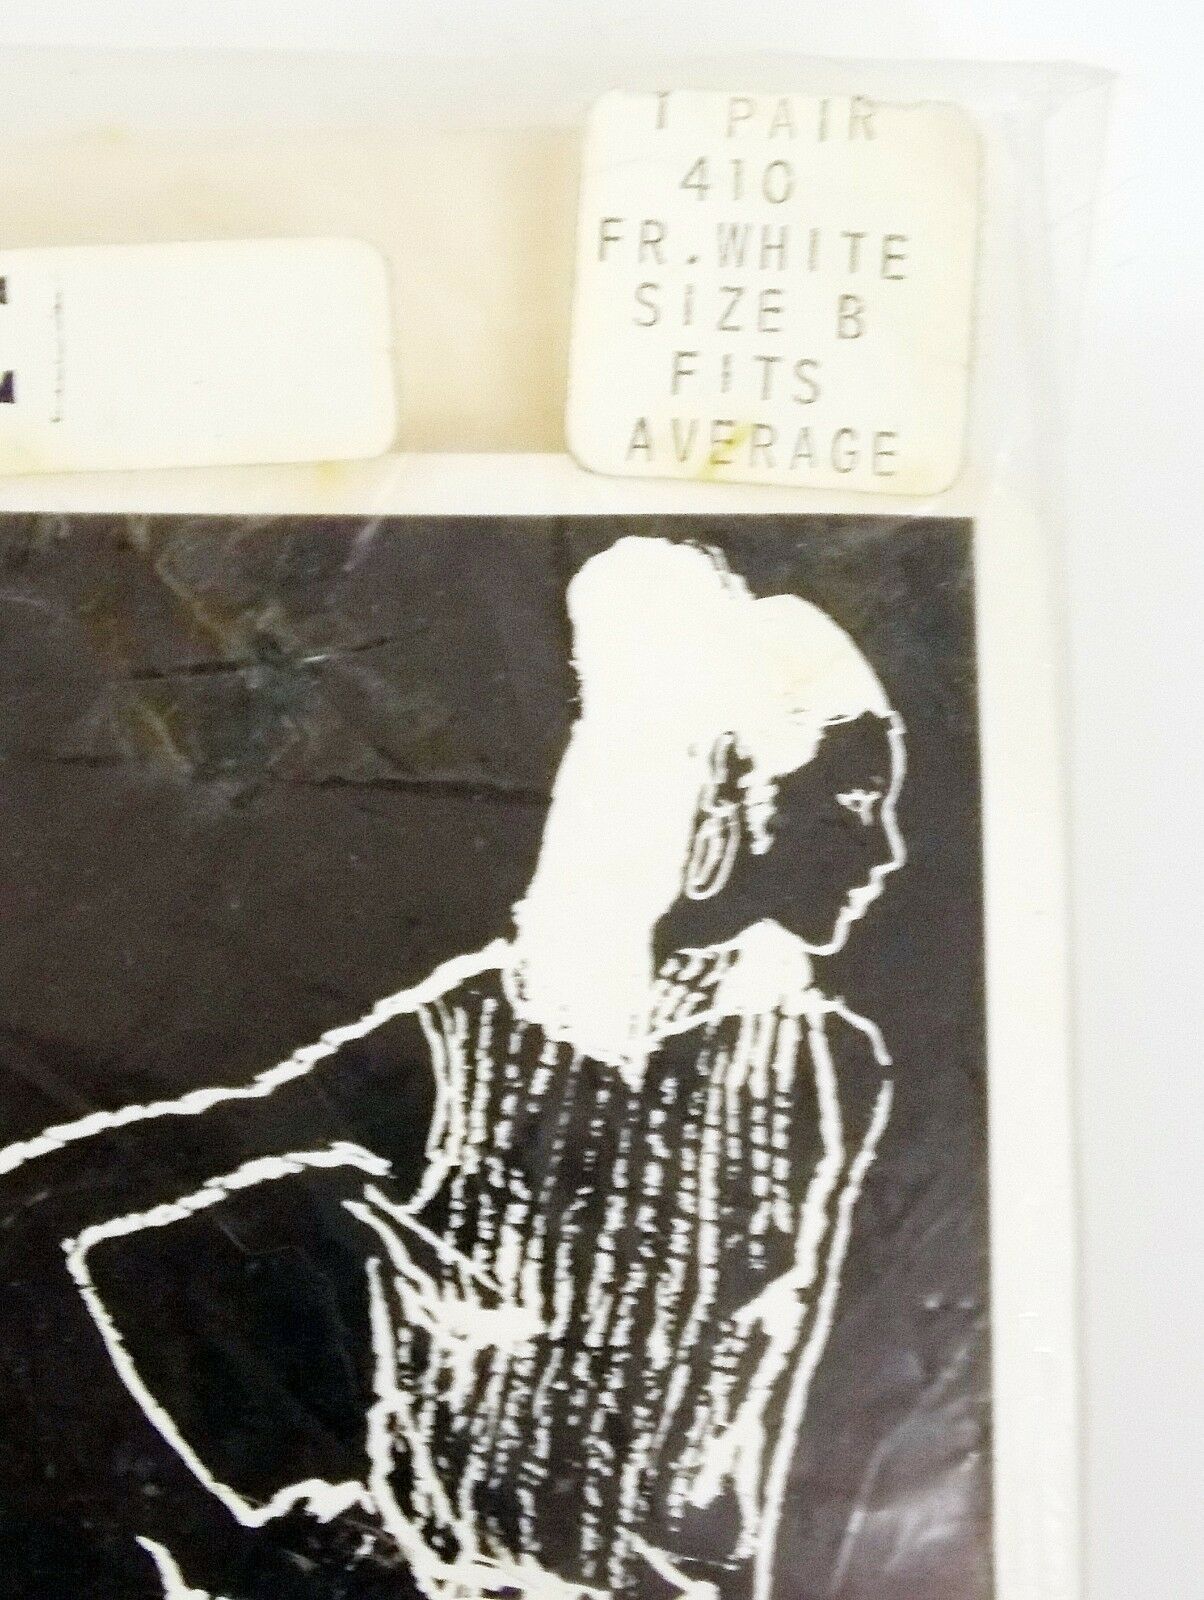 1 PAIR
410
FR.WHITE
SIZE B
FITS
AVERAGE